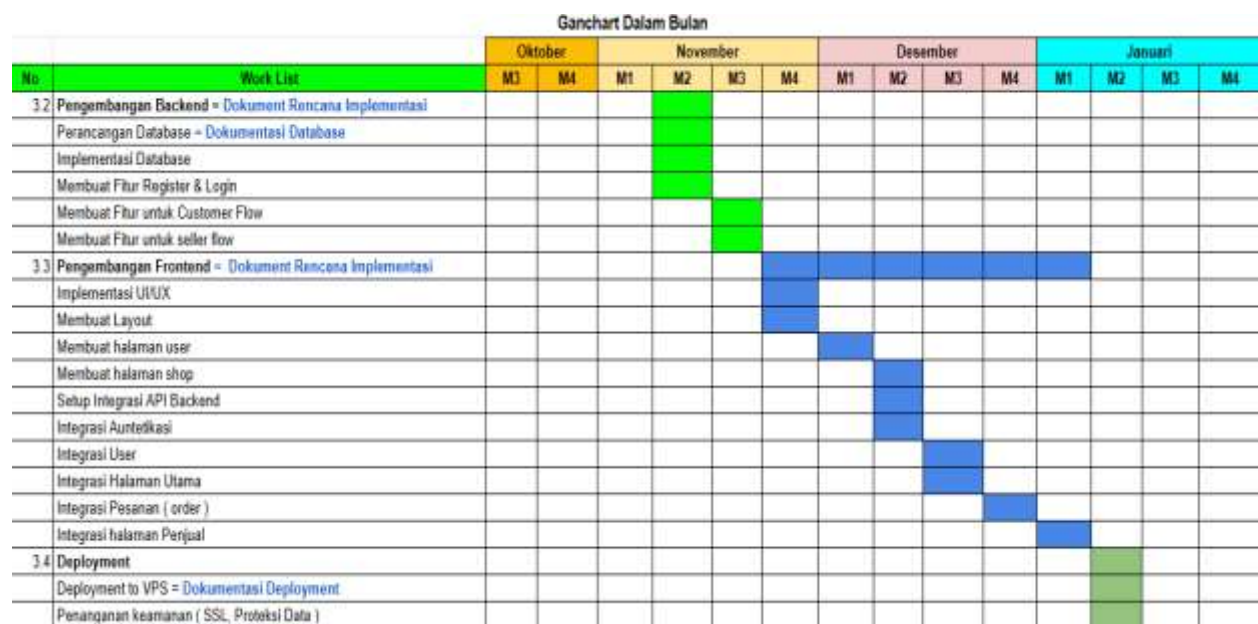 Ganchart Dalam Bulan
Oktober November Desember Januari
No Work List M3 M4 M1 M2 M3 M4 M1 M2 M3 M4 M1 M2 M3 M4
3.2 Pengembangan Backend = Dokument Rencana Implementasi
Perancangan Database = Dokumentasi Database
Implementasi Database
Membuat Fitur Register & Login
Membuat Fitur untuk Customer Flow
Membuat Fitur untuk seller flow
3.3 Pengembangan Frontend = Dokument Rencana Implementasi
Implementasi UI/UX
Membuat Layout
Membuat halaman user
Membuat halaman shop
Setup Integrasi API Backend
Integrasi Auntetikasi
Integrasi User
Integrasi Halaman Utama
Integrasi Pesanan ( order )
Integrasi halaman Penjual
3.4 Deployment
Deployment to VPS = Dokumentasi Deployment
Penanganan keamanan ( SSL, Proteksi Data )